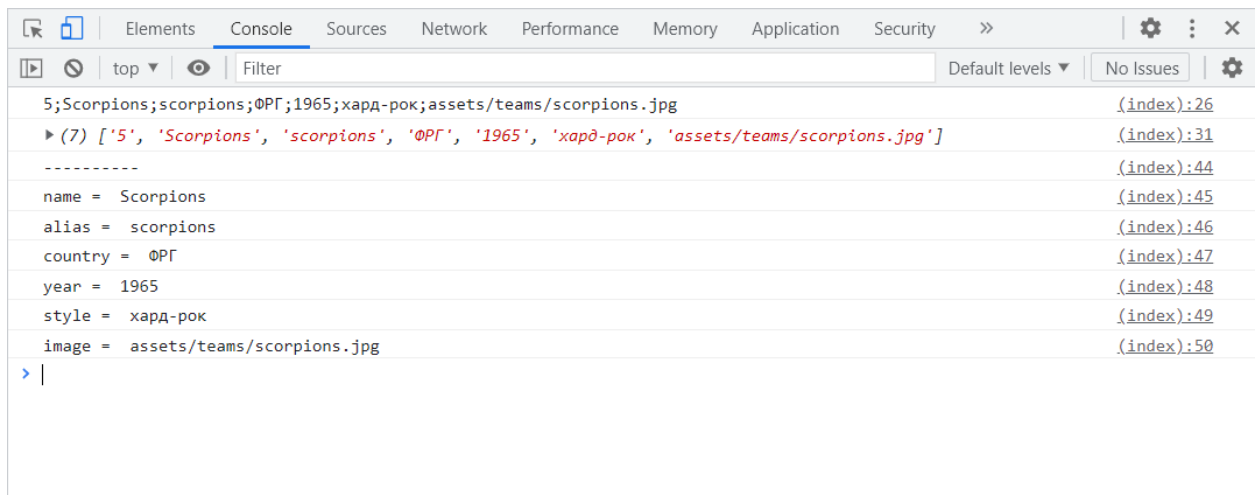 Elements Console Sources Network Performance Memory Application Security »
top ▼ Filter Default levels ▼ No Issues
5;Scorpions;scorpions;ФРГ;1965;хард-рок;assets/teams/scorpions.jpg (index):26
▶ (7) ['5', 'Scorpions', 'scorpions', 'ФРГ', '1965', 'хард-рок', 'assets/teams/scorpions.jpg'] (index):31
---------- (index):44
name =  Scorpions (index):45
alias =  scorpions (index):46
country =  ФРГ (index):47
year =  1965 (index):48
style =  хард-рок (index):49
image =  assets/teams/scorpions.jpg (index):50
>